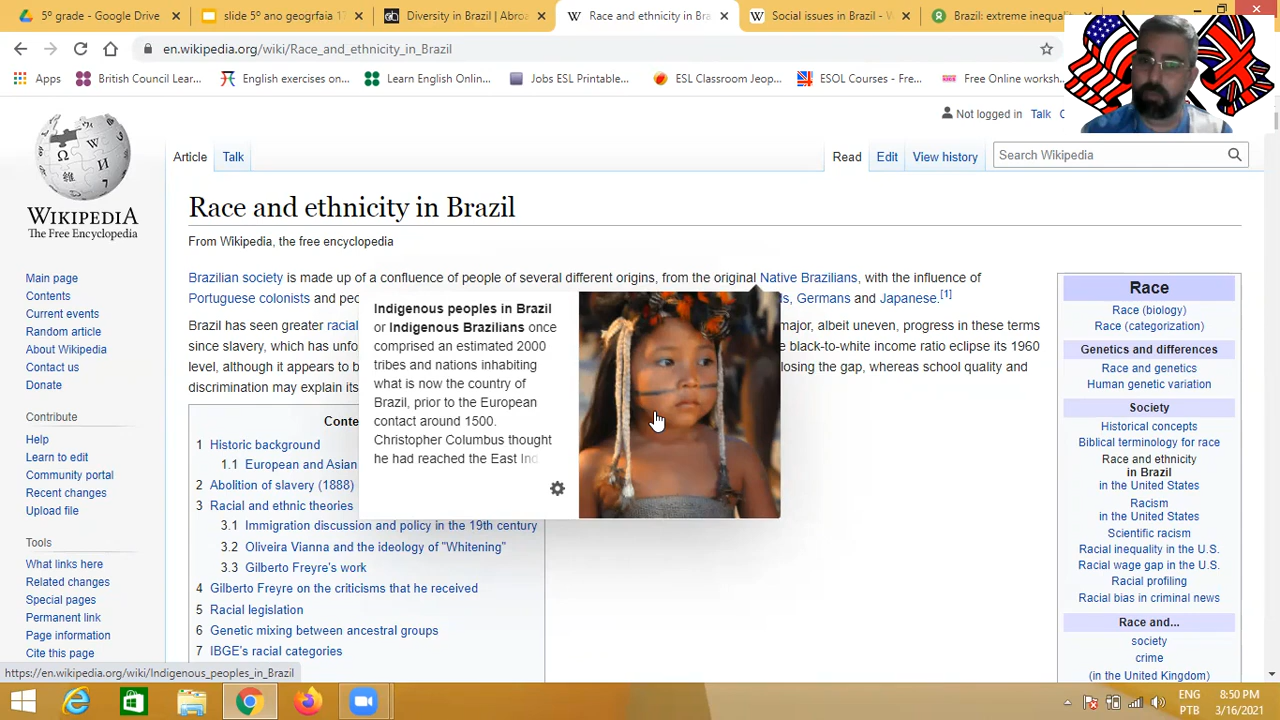 5º grade - Google Drive
slide 5º ano geogrfaia 1
Diversity in Brazil | Abroa
Race and ethnicity in B
Social issues in Brazil - W
Brazil: extreme inequa
en.wikipedia.org/wiki/Race_and_ethnicity_in_Brazil
Apps
British Council Lear...
English exercises on...
Learn English Onlin...
Jobs ESL Printable...
ESL Classroom Jeop...
ESOL Courses - Fre...
Free Online worksh...
WIKIPEDIA
The Free Encyclopedia
Main page
Contents
Current events
Random article
About Wikipedia
Contact us
Donate
Contribute
Help
Learn to edit
Community portal
Recent changes
Upload file
Tools
What links here
Related changes
Special pages
Permanent link
Page information
Cite this page
Not logged in Talk C
Article Talk
Read Edit View history
Search Wikipedia
Race and ethnicity in Brazil
From Wikipedia, the free encyclopedia
Brazilian society is made up of a confluence of people of several different origins, from the original Native Brazilians, with the influence of
Portuguese colonists and peo s, Germans and Japanese.[1]
Brazil has seen greater racial major, albeit uneven, progress in these terms
since slavery, which has unfo e black-to-white income ratio eclipse its 1960
level, although it appears to b losing the gap, whereas school quality and
discrimination may explain its
Indigenous peoples in Brazil
or Indigenous Brazilians once
comprised an estimated 2000
tribes and nations inhabiting
what is now the country of
Brazil, prior to the European
contact around 1500.
Christopher Columbus thought
he had reached the East Ind
Conte
1 Historic background
1.1 European and Asian
2 Abolition of slavery (1888)
3 Racial and ethnic theories
3.1 Immigration discussion and policy in the 19th century
3.2 Oliveira Vianna and the ideology of "Whitening"
3.3 Gilberto Freyre's work
4 Gilberto Freyre on the criticisms that he received
5 Racial legislation
6 Genetic mixing between ancestral groups
7 IBGE's racial categories
Race
Race (biology)
Race (categorization)
Genetics and differences
Race and genetics
Human genetic variation
Society
Historical concepts
Biblical terminology for race
Race and ethnicity
in Brazil
in the United States
Racism
in the United States
Scientific racism
Racial inequality in the U.S.
Racial wage gap in the U.S.
Racial profiling
Racial bias in criminal news
Race and...
society
crime
(in the United Kingdom)
https://en.wikipedia.org/wiki/Indigenous_peoples_in_Brazil
ENG
PTB
8:50 PM
3/16/2021